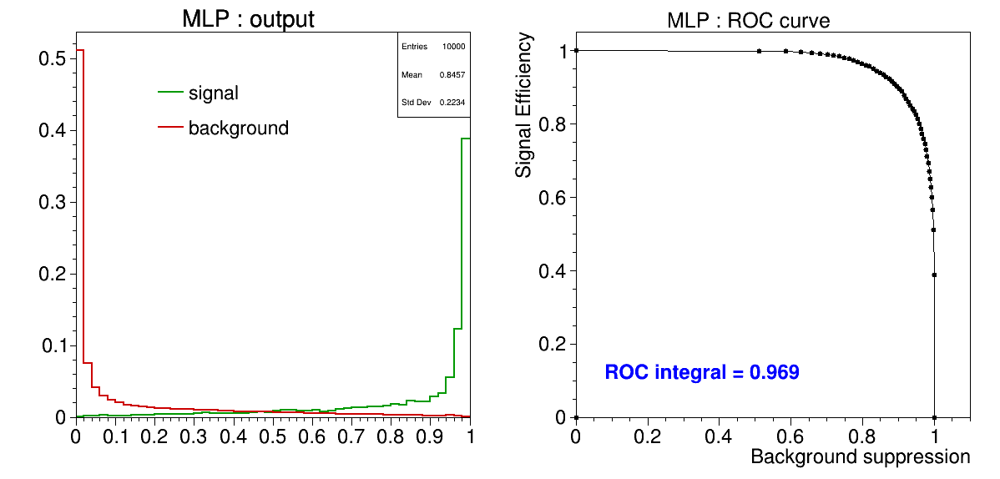 MLP : output
Entries 10000
Mean 0.8457
Std Dev 0.2234
signal
background
0.5
0.4
0.3
0.2
0.1
0
0 0.1 0.2 0.3 0.4 0.5 0.6 0.7 0.8 0.9 1
MLP : ROC curve
Signal Efficiency
1
0.8
0.6
0.4
0.2
0
ROC integral = 0.969
0 0.2 0.4 0.6 0.8 1
Background suppression